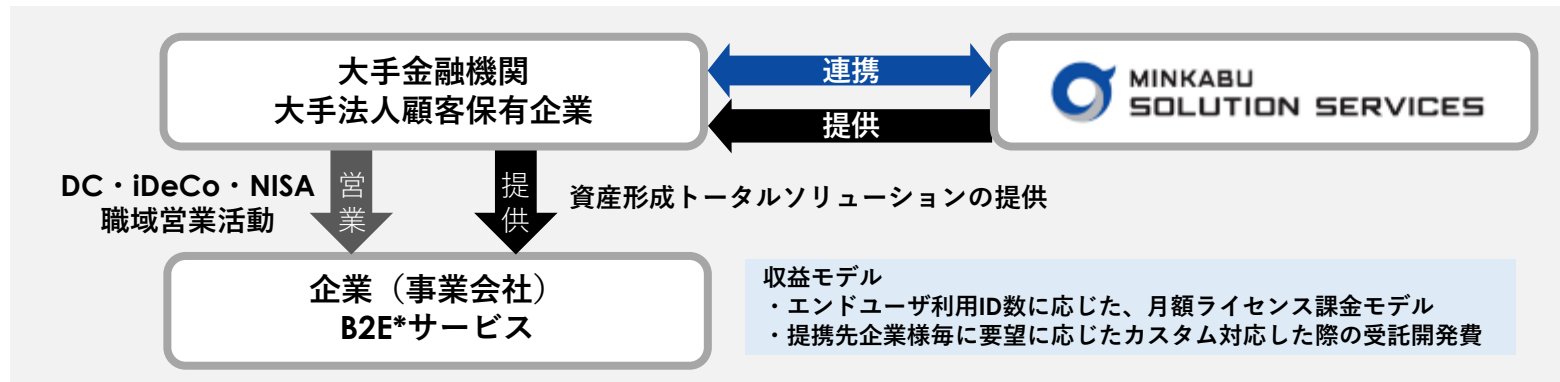 大手金融機関
大手法人顧客保有企業
連携
提供
MINKABU
SOLUTION SERVICES
DC・iDeCo・NISA
職域営業活動
営業
提供
資産形成トータルソリューションの提供
企業（事業会社）
B2E*サービス
収益モデル
・エンドユーザ利用ID数に応じた、月額ライセンス課金モデル
・提携先企業様毎に要望に応じたカスタム対応した際の受託開発費